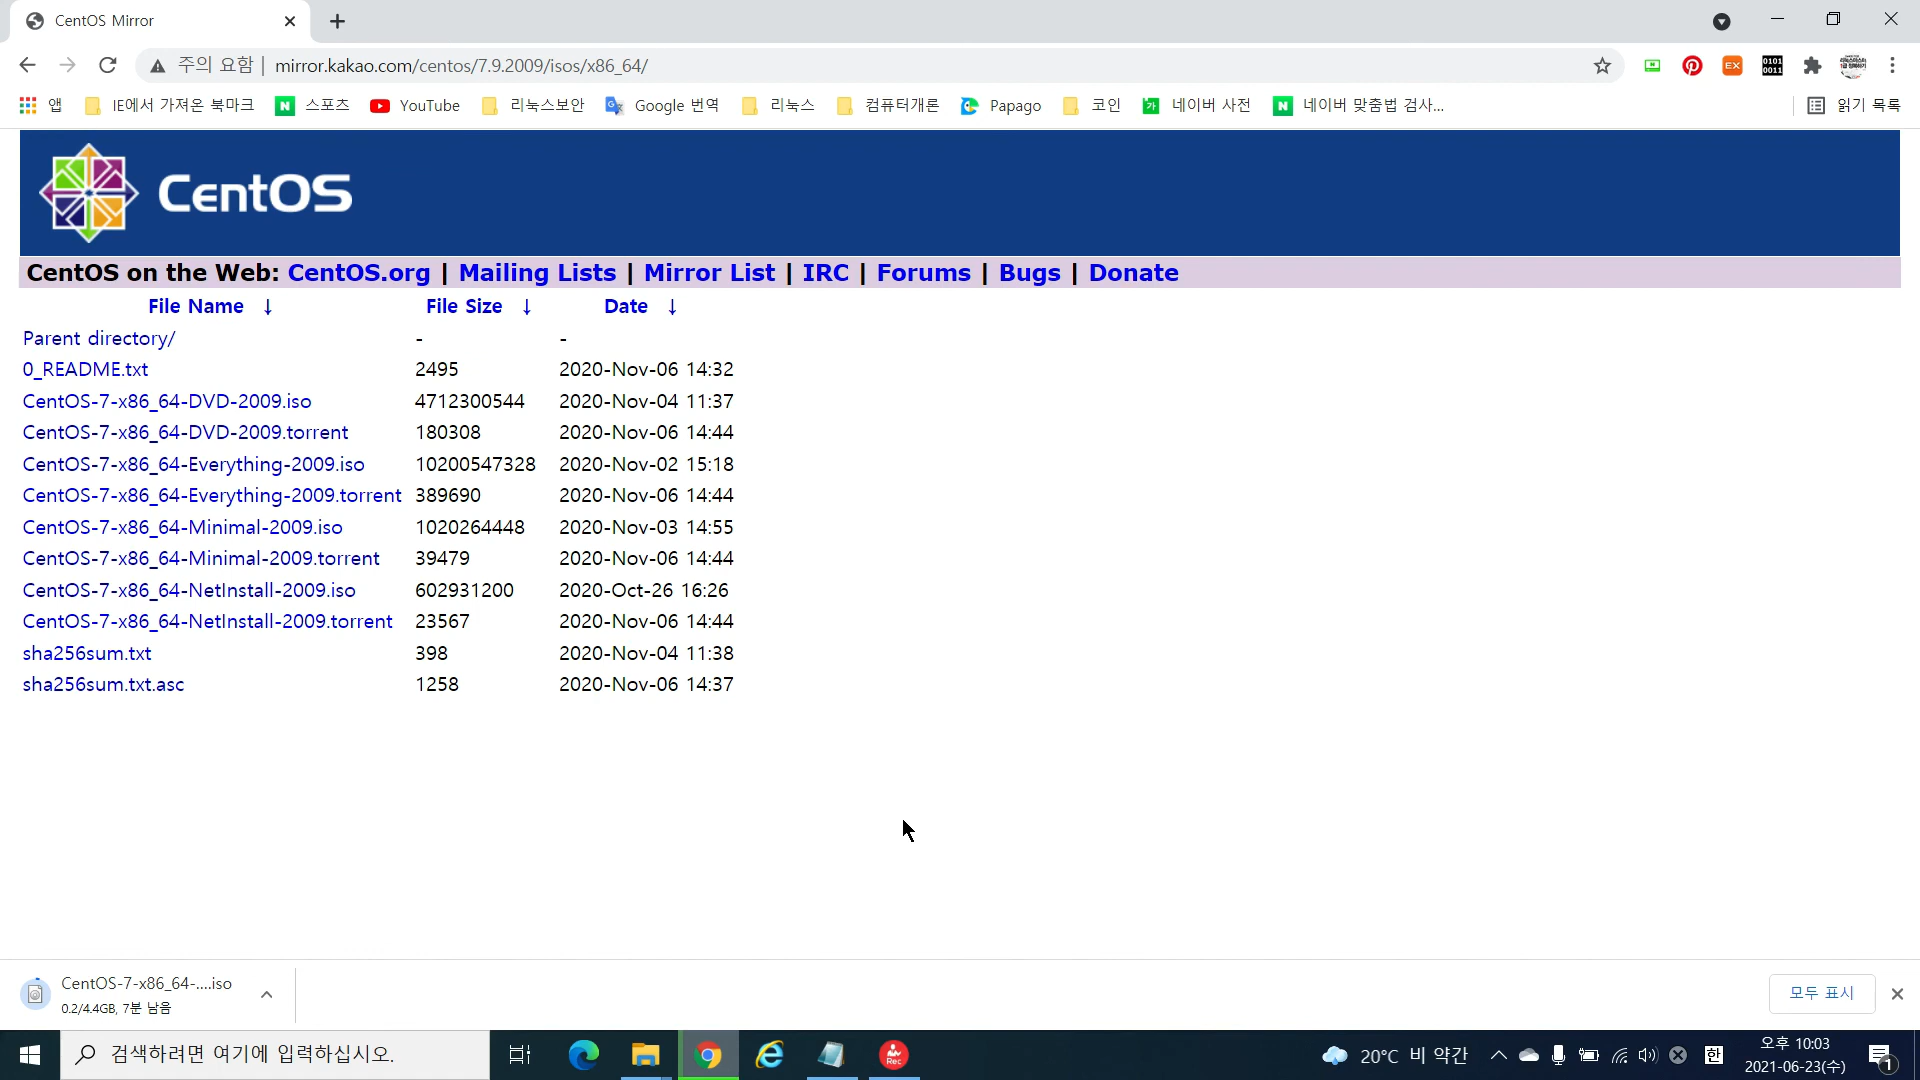 CentOS Mirror
주의 요함 | mirror.kakao.com/centos/7.9.2009/isos/x86_64/
EX
0101
0011
앱 IE에서 가져온 북마크 N 스포츠 YouTube 리눅스보안 Google 번역 리눅스 컴퓨터개론 Papago 코인 네이버 사전 N 네이버 맞춤법 검사... 읽기 목록
CentOS
CentOS on the Web: CentOS.org | Mailing Lists | Mirror List | IRC | Forums | Bugs | Donate
File Name ↓ File Size ↓ Date ↓
Parent directory/ - -
0_README.txt 2495 2020-Nov-06 14:32
CentOS-7-x86_64-DVD-2009.iso 4712300544 2020-Nov-04 11:37
CentOS-7-x86_64-DVD-2009.torrent 180308 2020-Nov-06 14:44
CentOS-7-x86_64-Everything-2009.iso 10200547328 2020-Nov-02 15:18
CentOS-7-x86_64-Everything-2009.torrent 389690 2020-Nov-06 14:44
CentOS-7-x86_64-Minimal-2009.iso 1020264448 2020-Nov-03 14:55
CentOS-7-x86_64-Minimal-2009.torrent 39479 2020-Nov-06 14:44
CentOS-7-x86_64-NetInstall-2009.iso 602931200 2020-Oct-26 16:26
CentOS-7-x86_64-NetInstall-2009.torrent 23567 2020-Nov-06 14:44
sha256sum.txt 398 2020-Nov-04 11:38
sha256sum.txt.asc 1258 2020-Nov-06 14:37
CentOS-7-x86_64-....iso
0.2/4.4GB, 7분 남음
모두 표시
검색하려면 여기에 입력하십시오.
Rec
20°C 비 약간
한
오후 10:03
2021-06-23(수)
1